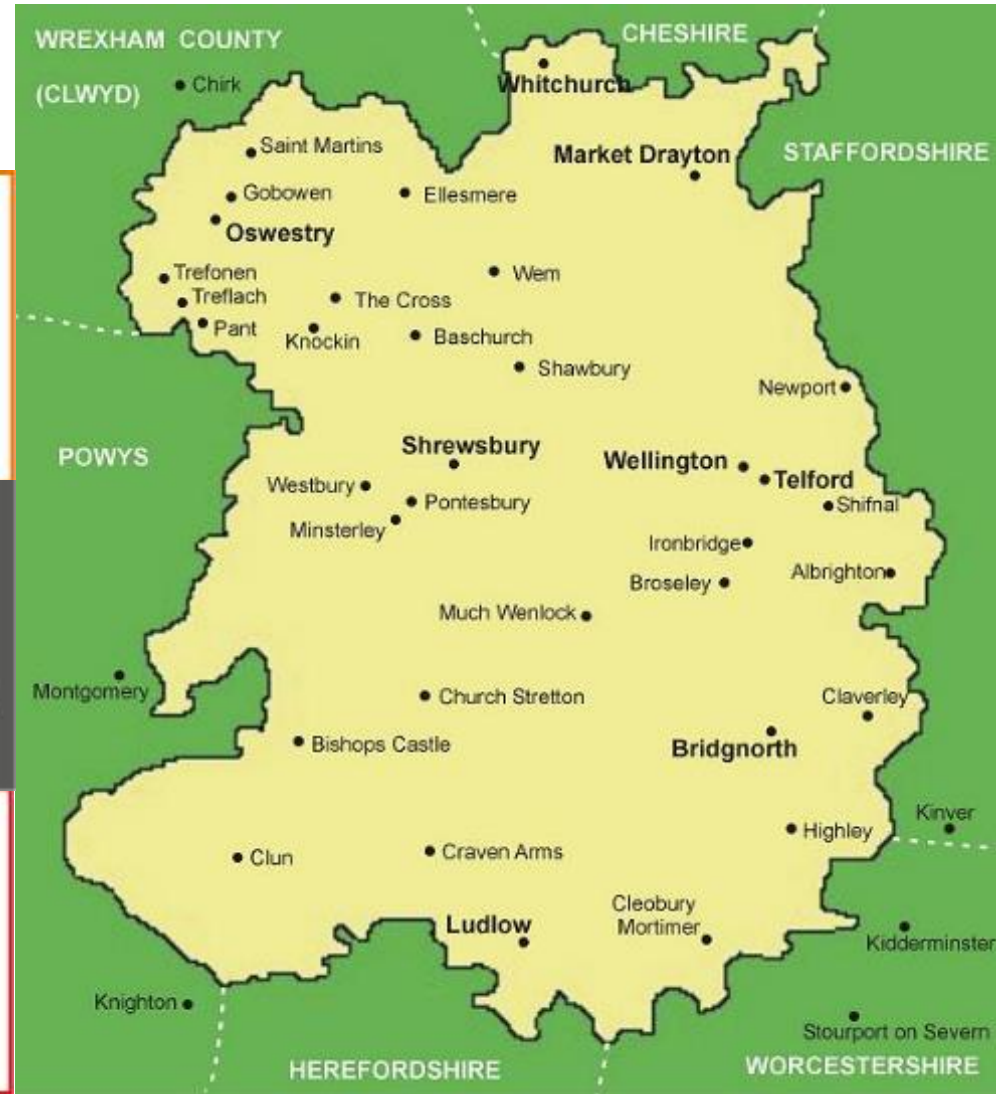 WREXHAM COUNTY
(CLWYD)
CHESHIRE
Whitchurch
Chirk
Saint Martins
Market Drayton
STAFFORDSHIRE
Gobowen
Ellesmere
Oswestry
Trefonen
Wem
Treflach
The Cross
Pant
Knockin
Baschurch
Shawbury
Newport
POWYS
Shrewsbury
Wellington
Telford
Westbury
Pontesbury
Shifnal
Minsterley
Ironbridge
Albrighton
Broseley
Much Wenlock
Montgomery
Church Stretton
Claverley
Bishops Castle
Bridgnorth
Kinver
Highley
Clun
Craven Arms
Ludlow
Cleobury
Mortimer
Kidderminster
Knighton
Stourport on Severn
HEREFORDSHIRE
WORCESTERSHIRE